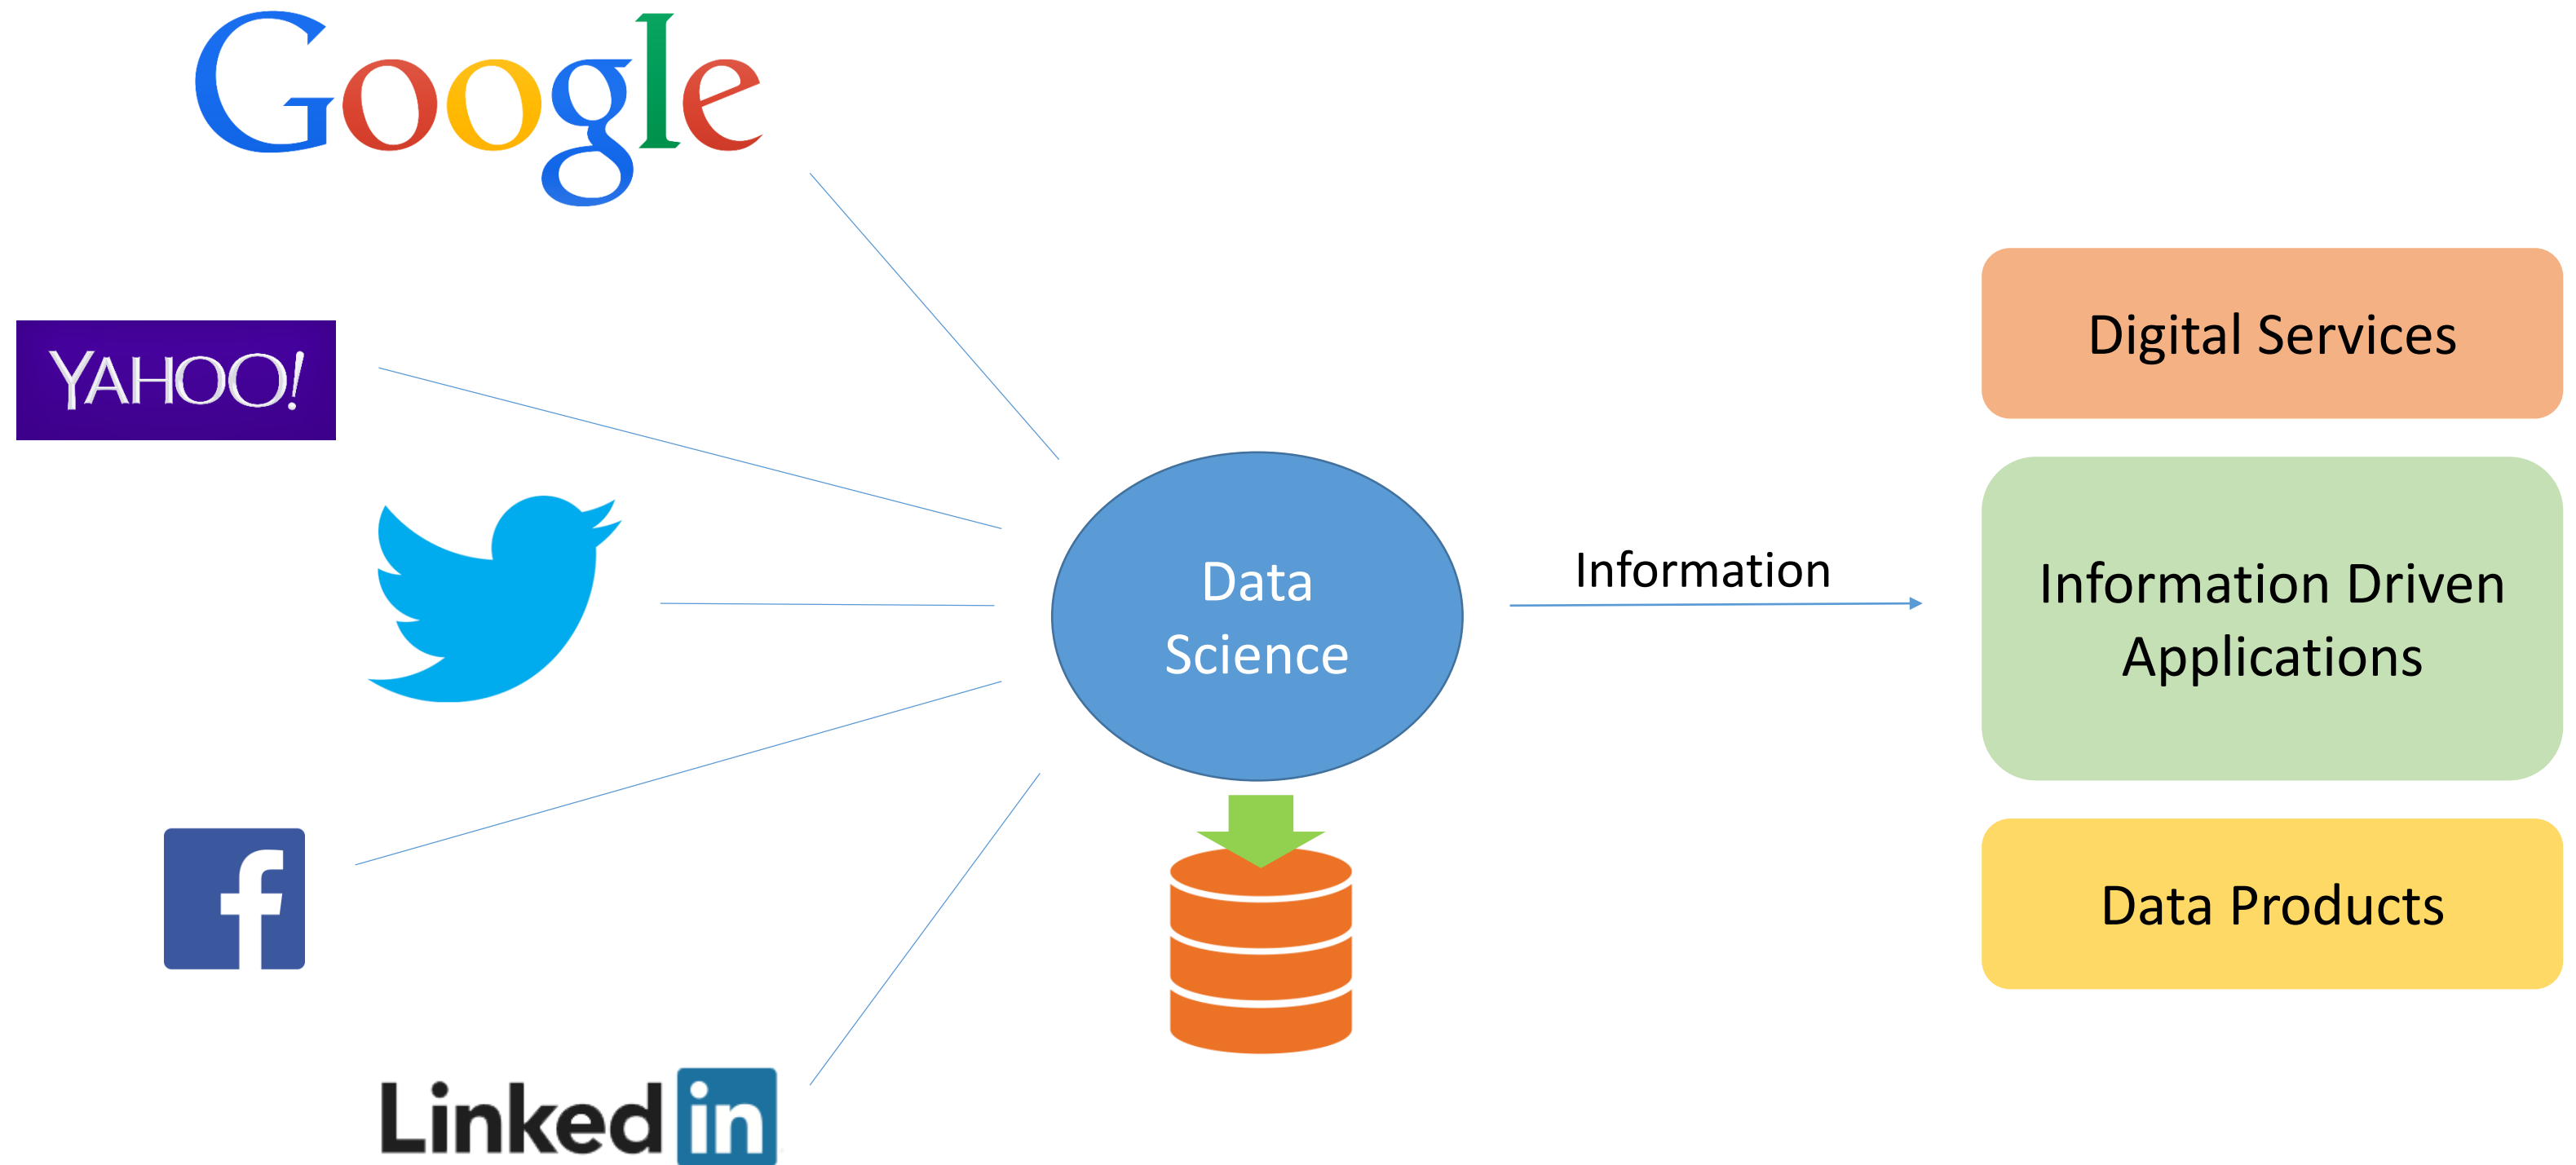 Google
YAHOO!
f
Linked in
Data
Science
Information
Digital Services
Information Driven
Applications
Data Products